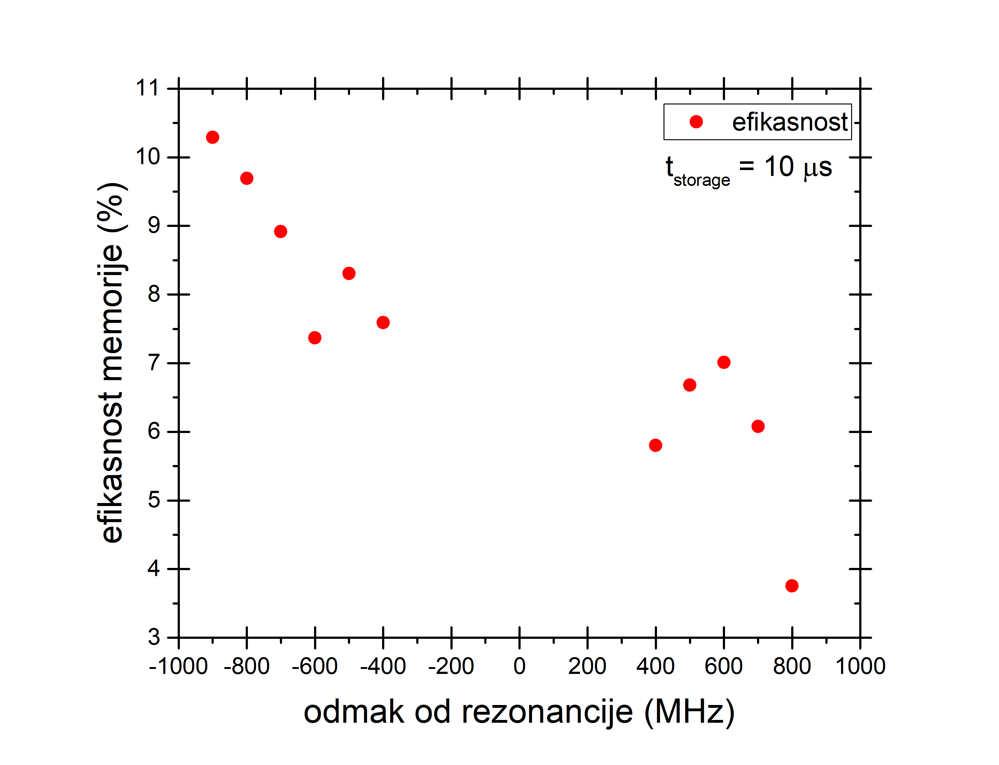 efikasnost
t_storage = 10 μs
efikasnost memorije (%)
11
10
9
8
7
6
5
4
3
-1000 -800 -600 -400 -200 0 200 400 600 800 1000
odmak od rezonancije (MHz)